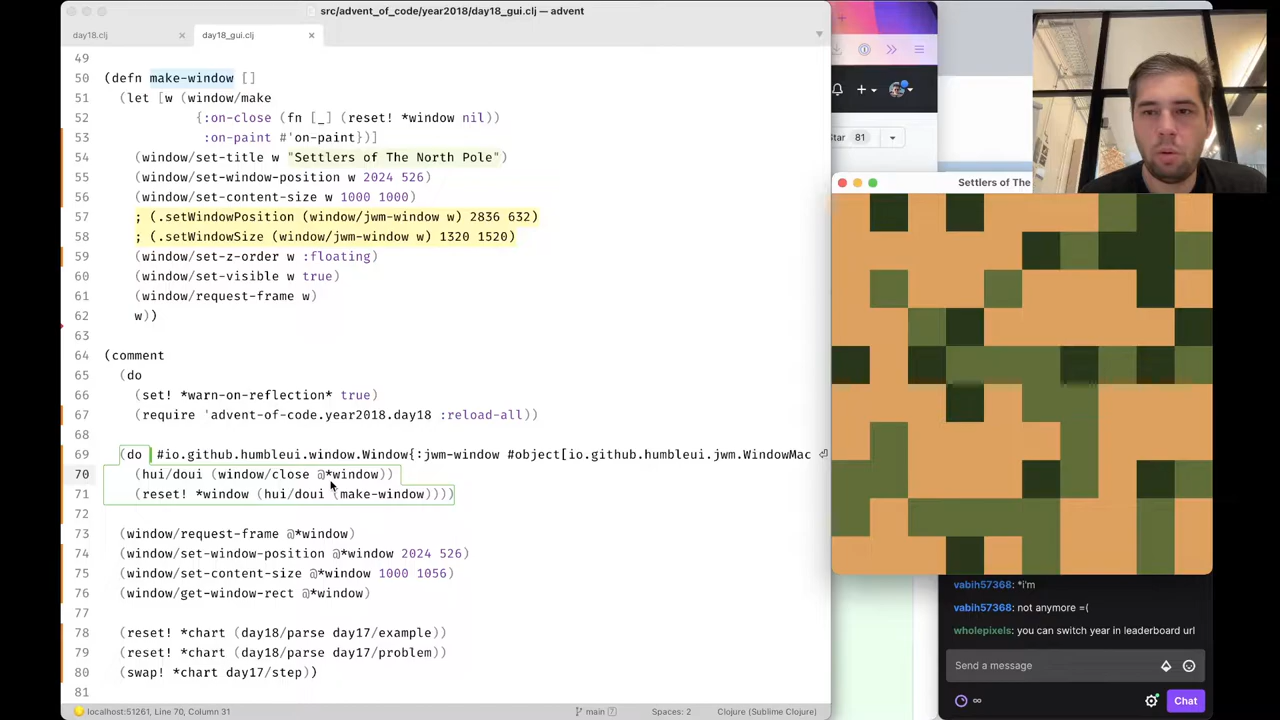 src/advent_of_code/year2018/day18_gui.clj — advent
day18.clj
day18_gui.clj
49
50 (defn make-window []
51 (let [w (window/make
52 {:on-close (fn [_] (reset! *window nil))
53 :on-paint #'on-paint})]
54 (window/set-title w "Settlers of The North Pole")
55 (window/set-window-position w 2024 526)
56 (window/set-content-size w 1000 1000)
57 ; (.setWindowPosition (window/jwm-window w) 2836 632)
58 ; (.setWindowSize (window/jwm-window w) 1320 1520)
59 (window/set-z-order w :floating)
60 (window/set-visible w true)
61 (window/request-frame w)
62 w))
63
64 (comment
65 (do
66 (set! *warn-on-reflection* true)
67 (require 'advent-of-code.year2018.day18 :reload-all))
68
69 (do #io.github.humbleui.window.Window{:jwm-window #object[io.github.humbleui.jwm.WindowMac
70 (hui/doui (window/close @*window))
71 (reset! *window (hui/doui (make-window))))
72
73 (window/request-frame @*window)
74 (window/set-window-position @*window 2024 526)
75 (window/set-content-size @*window 1000 1056)
76 (window/get-window-rect @*window)
77
78 (reset! *chart (day18/parse day17/example))
79 (reset! *chart (day18/parse day17/problem))
80 (swap! *chart day17/step))
81
localhost:51261, Line 70, Column 31
main 7
Spaces: 2
Clojure (Sublime Clojure)
Star 81
Settlers of The
vabih57368: *i'm
vabih57368: not anymore =(
wholepixels: you can switch year in leaderboard url
Send a message
∞
Chat